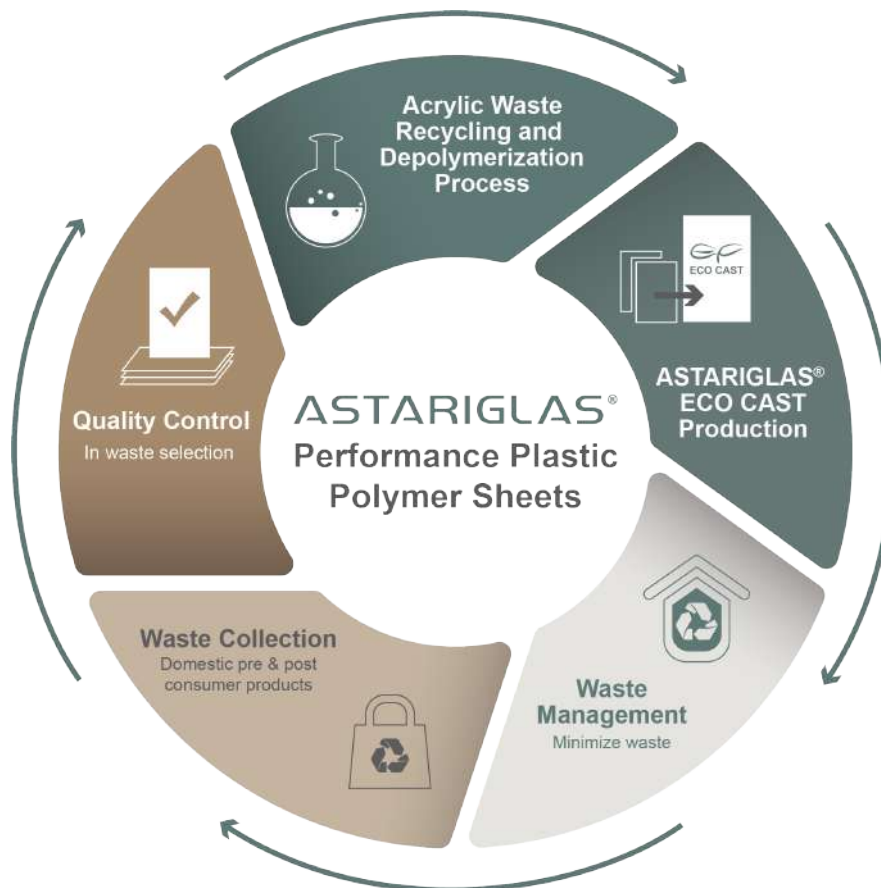 Acrylic Waste
Recycling and
Depolymerization
Process
GF
ECO CAST
ASTARIGLAS®
ECO CAST
Production
Waste
Management
Minimize waste
Waste Collection
Domestic pre & post
consumer products
Quality Control
In waste selection
ASTARIGLAS®
Performance Plastic
Polymer Sheets